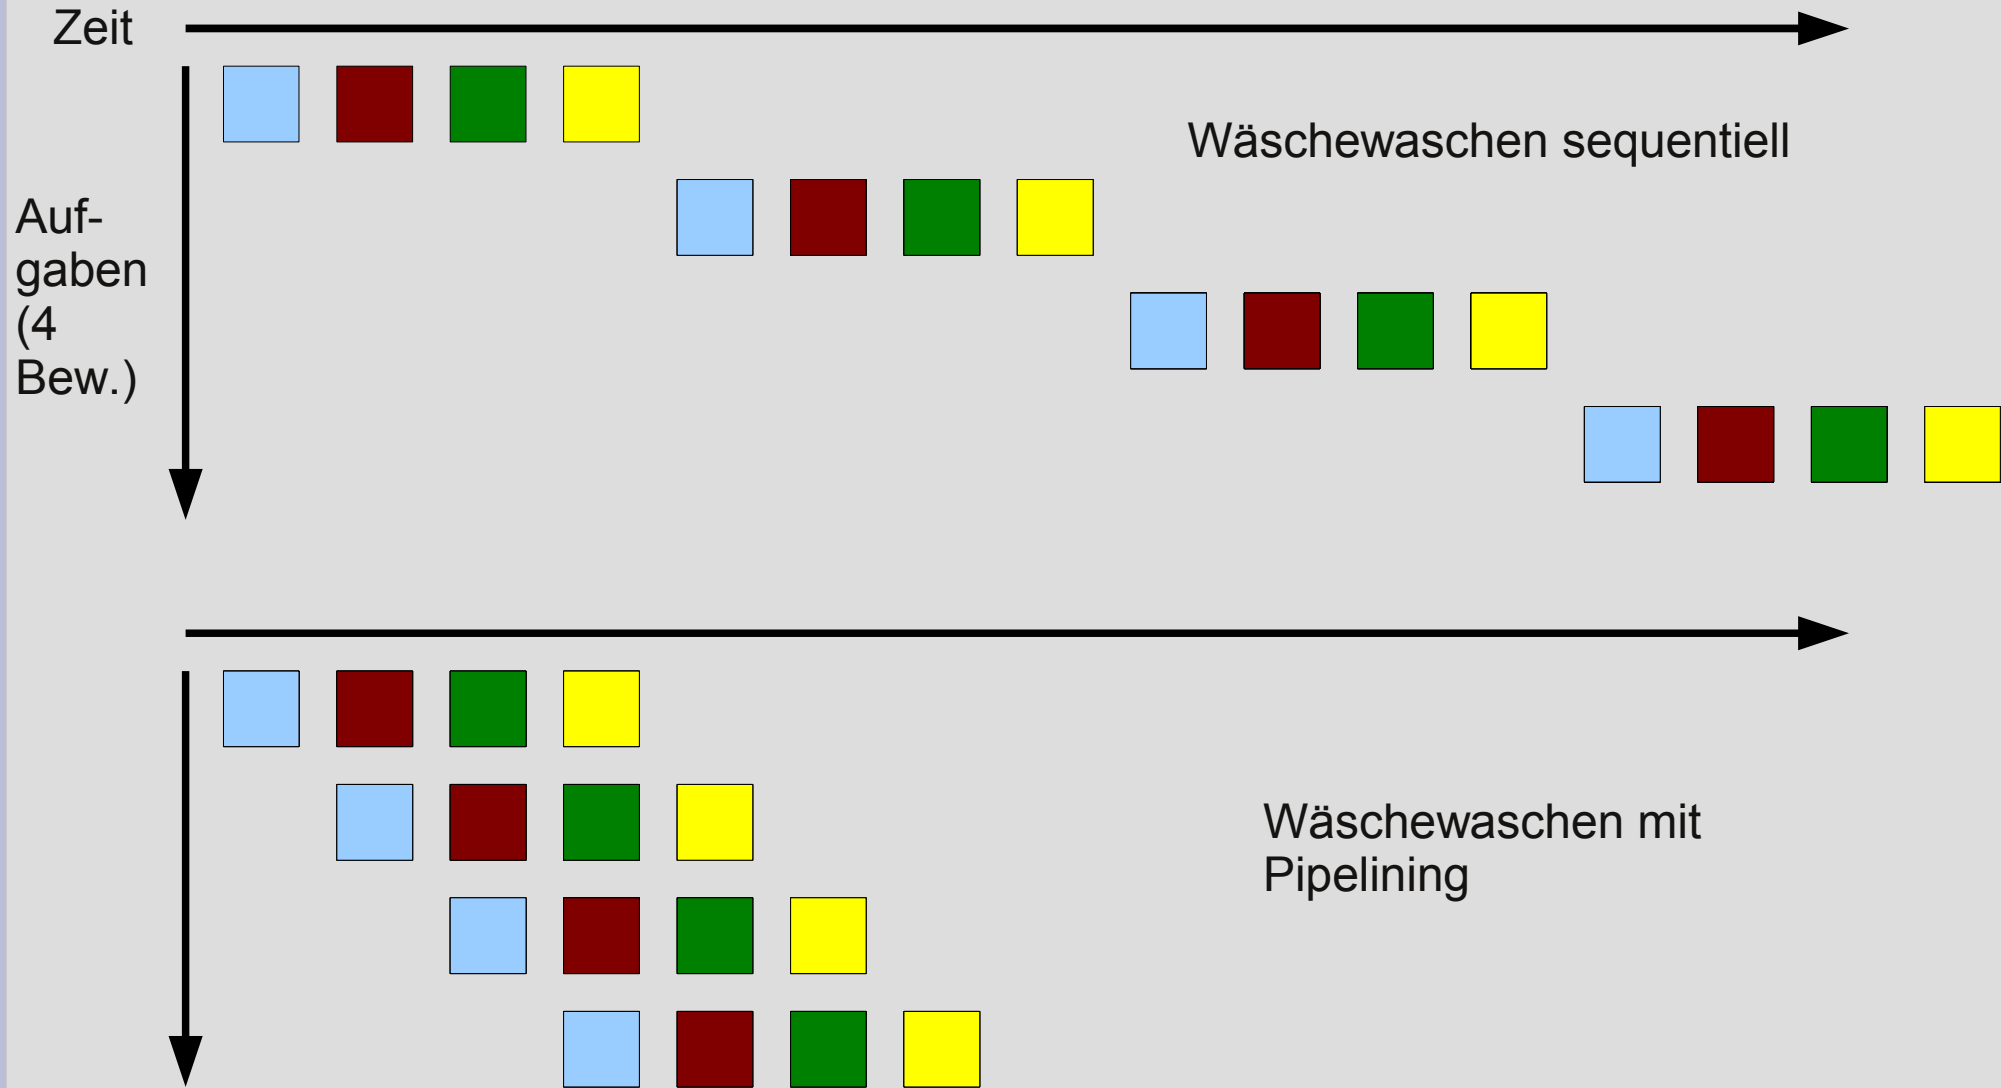 Zeit
Wäschewaschen sequentiell
Auf-
gaben
(4
Bew.)
Wäschewaschen mit
Pipelining